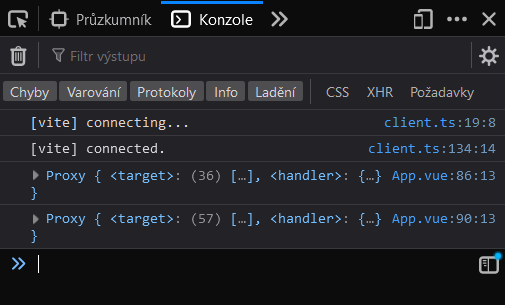 Průzkumník Konzole
Filtr výstupu
Chyby Varování Protokoly Info Ladění CSS XHR Požadavky
[vite] connecting... client.ts:19:8
[vite] connected. client.ts:134:14
Proxy { <target>: (36) […], <handler>: {…} App.vue:86:13
}
Proxy { <target>: (57) […], <handler>: {…} App.vue:90:13
}